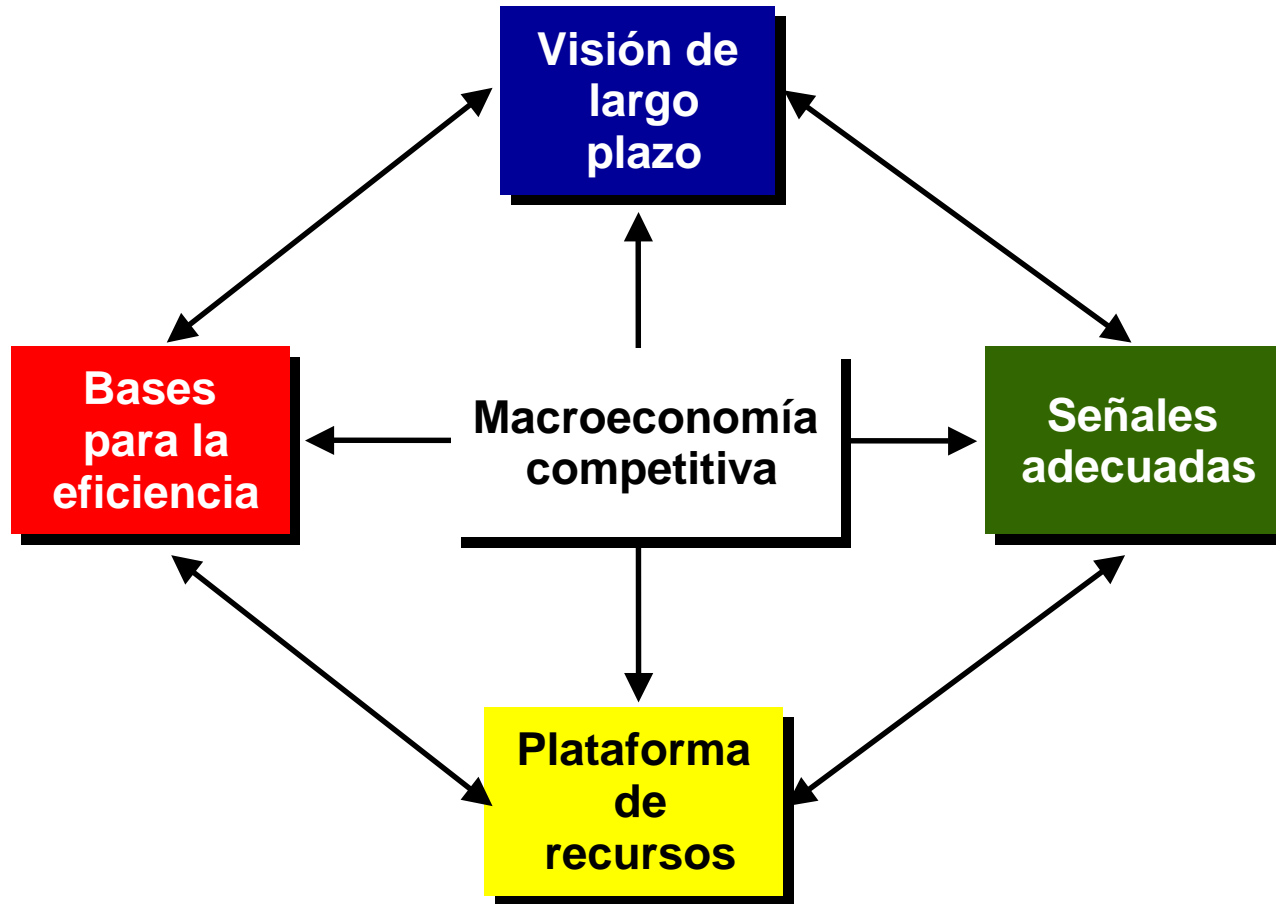 Visión de
largo
plazo
Bases
para la
eficiencia
Macroeconomía
competitiva
Señales
adecuadas
Plataforma
de
recursos